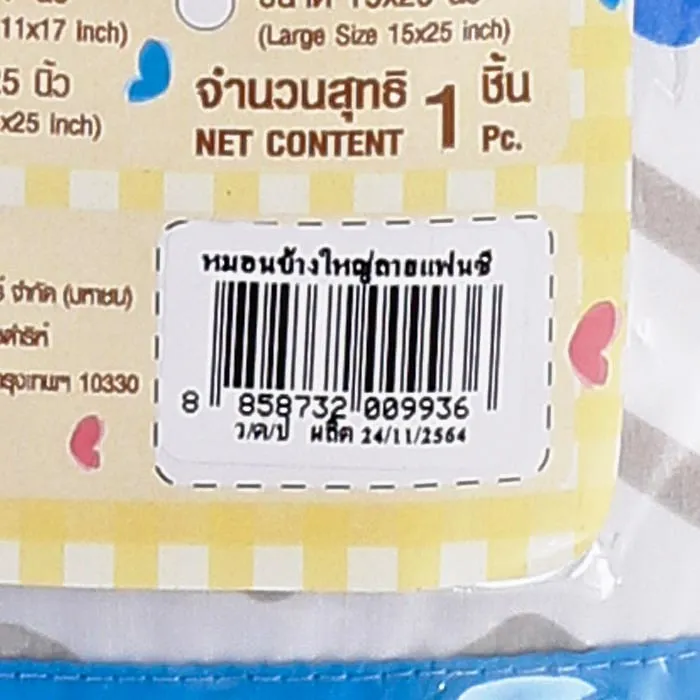 11x17 Inch)
(Large Size 15x25 inch)
5 นิ้ว
x25 Inch)
จำนวนสุทธิ 1 ชิ้น
NET CONTENT Pc.
หมอนข้างใหญ่ลายแฟนซี
จำกัด (มหาชน)
กรุงเทพฯ 10330
8 858732 009936
ว/ด/ป ผลิต 24/11/2564